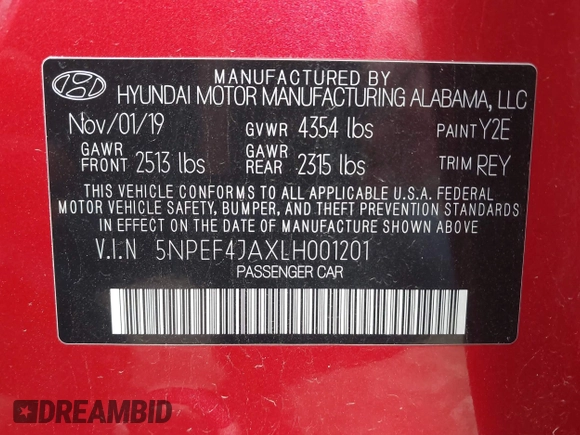 MANUFACTURED BY
HYUNDAI MOTOR MANUFACTURING ALABAMA, LLC
Nov/01/19 GVWR 4354 lbs PAINT Y2E
GAWR FRONT 2513 lbs GAWR REAR 2315 lbs TRIM REY
THIS VEHICLE CONFORMS TO ALL APPLICABLE U.S.A. FEDERAL
MOTOR VEHICLE SAFETY, BUMPER, AND THEFT PREVENTION STANDARDS
IN EFFECT ON THE DATE OF MANUFACTURE SHOWN ABOVE
V.I.N 5NPEF4JAXLH001201
PASSENGER CAR
DREAMBID